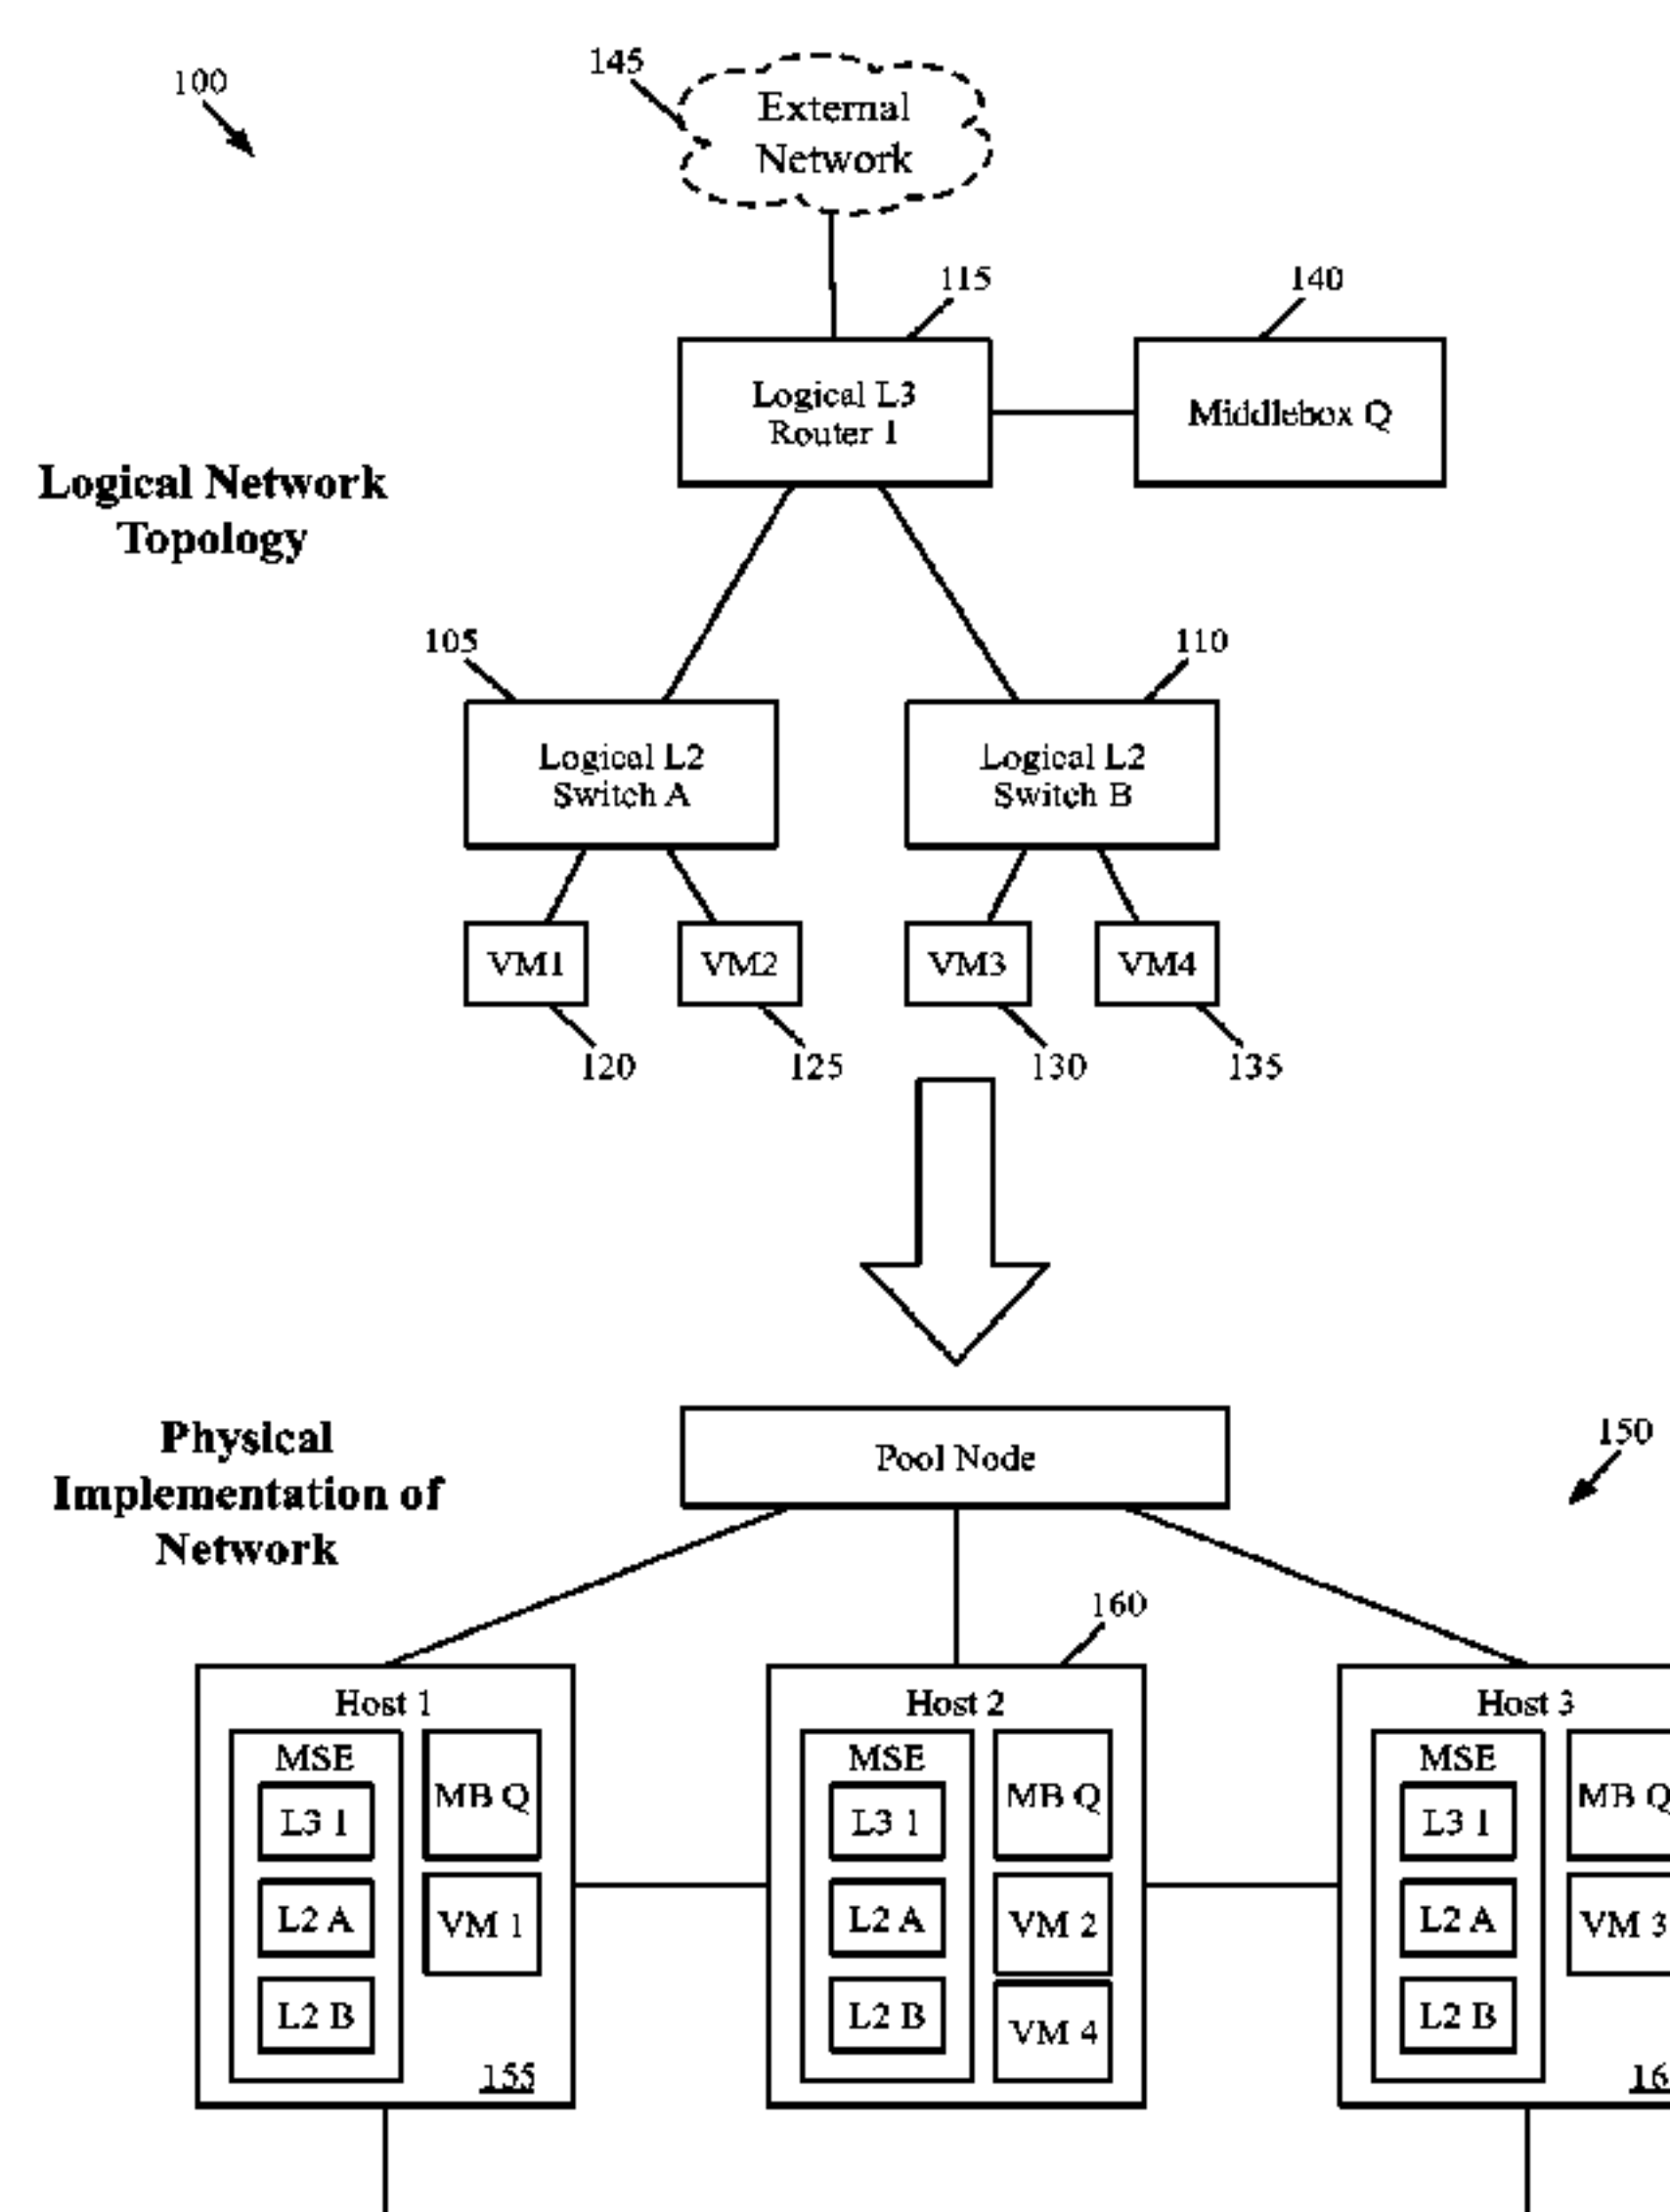 100
145
External
Network
115
140
Logical L3
Router 1
Middlebox Q
Logical Network
Topology
105
110
Logical L2
Switch A
Logical L2
Switch B
VM1
VM2
VM3
VM4
120
125
130
135
Physical
Implementation of
Network
Pool Node
150
160
Host 1
MSE
L3 1
L2 A
L2 B
MB Q
VM 1
155
Host 2
MSE
L3 1
L2 A
L2 B
MB Q
VM 2
VM 4
Host 3
MSE
L3 1
L2 A
L2 B
MB Q
VM 3